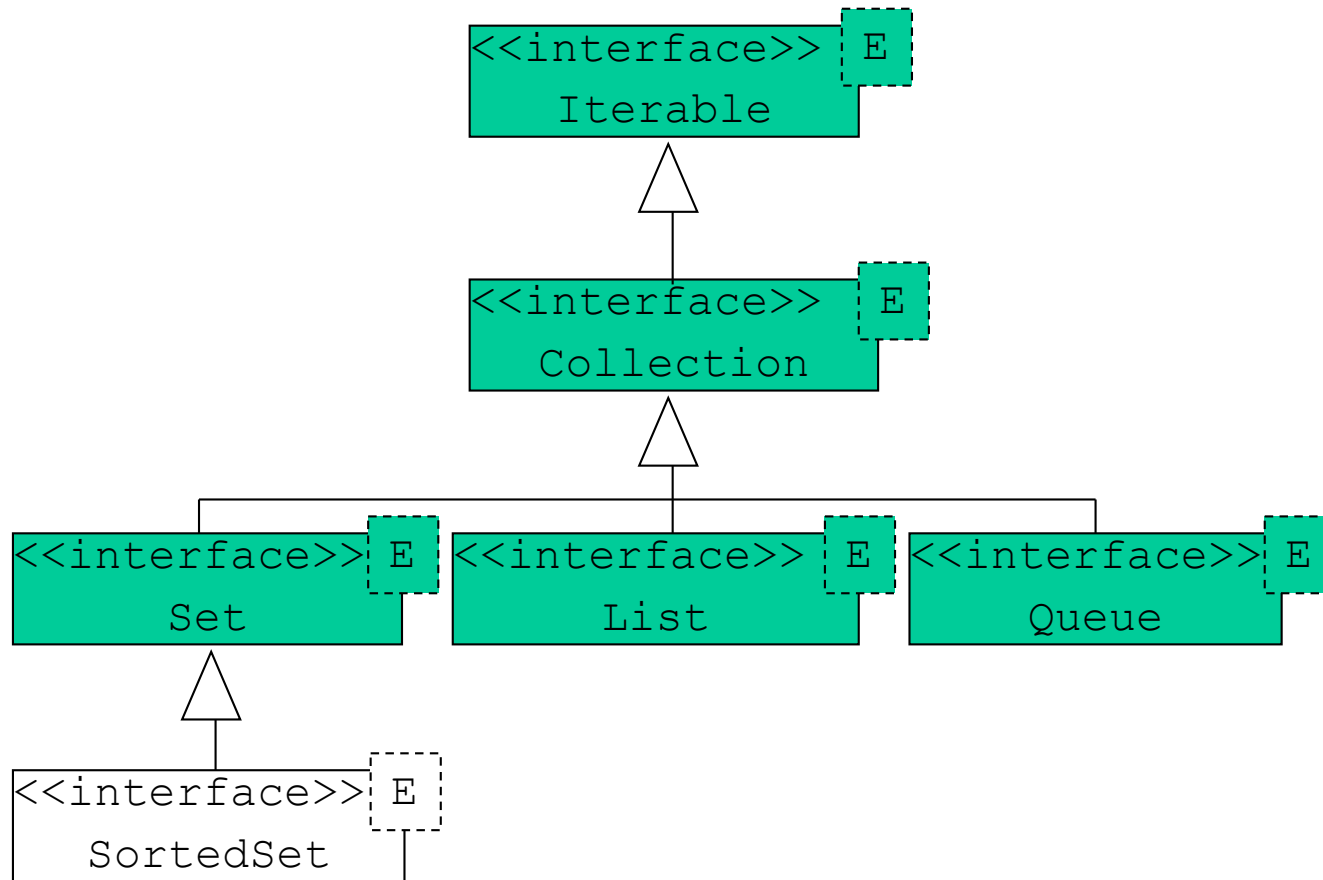 <<interface>> E
Iterable
<<interface>> E
Collection
<<interface>> E
Set
<<interface>> E
List
<<interface>> E
Queue
<<interface>> E
SortedSet